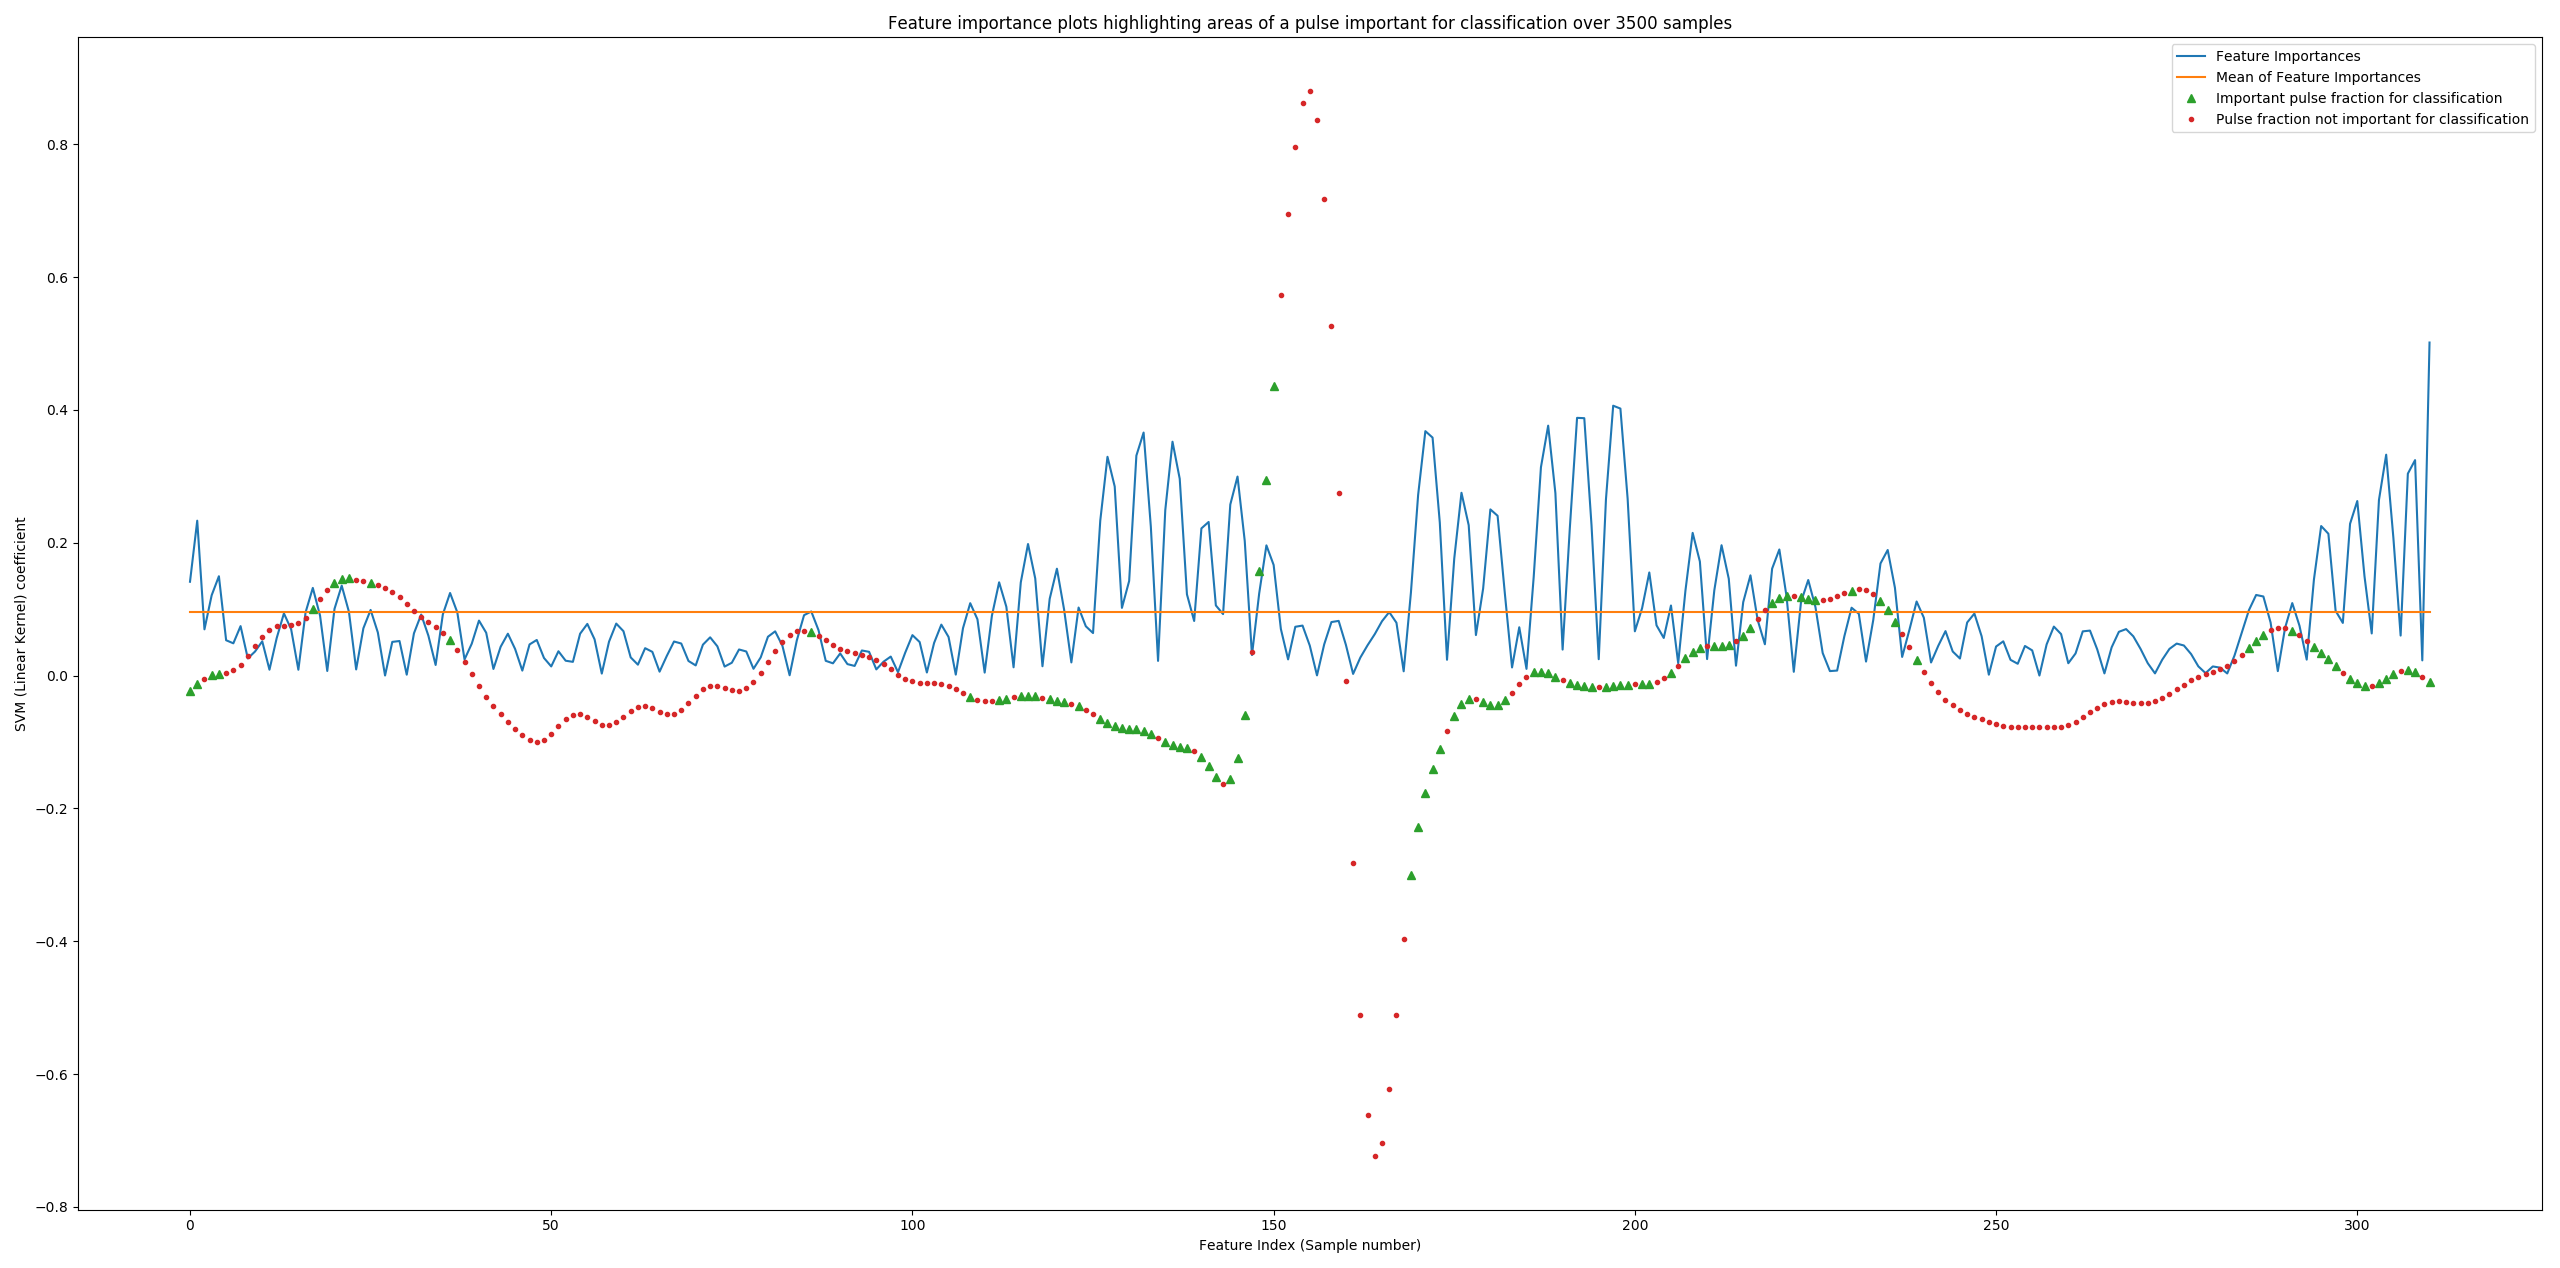 Feature importance plots highlighting areas of a pulse important for classification over 3500 samples
Feature Importances
Mean of Feature Importances
Important pulse fraction for classification
Pulse fraction not important for classification
SVM (Linear Kernel) coefficient
0.8
0.6
0.4
0.2
0.0
−0.2
−0.4
−0.6
−0.8
0 50 100 150 200 250 300
Feature Index (Sample number)